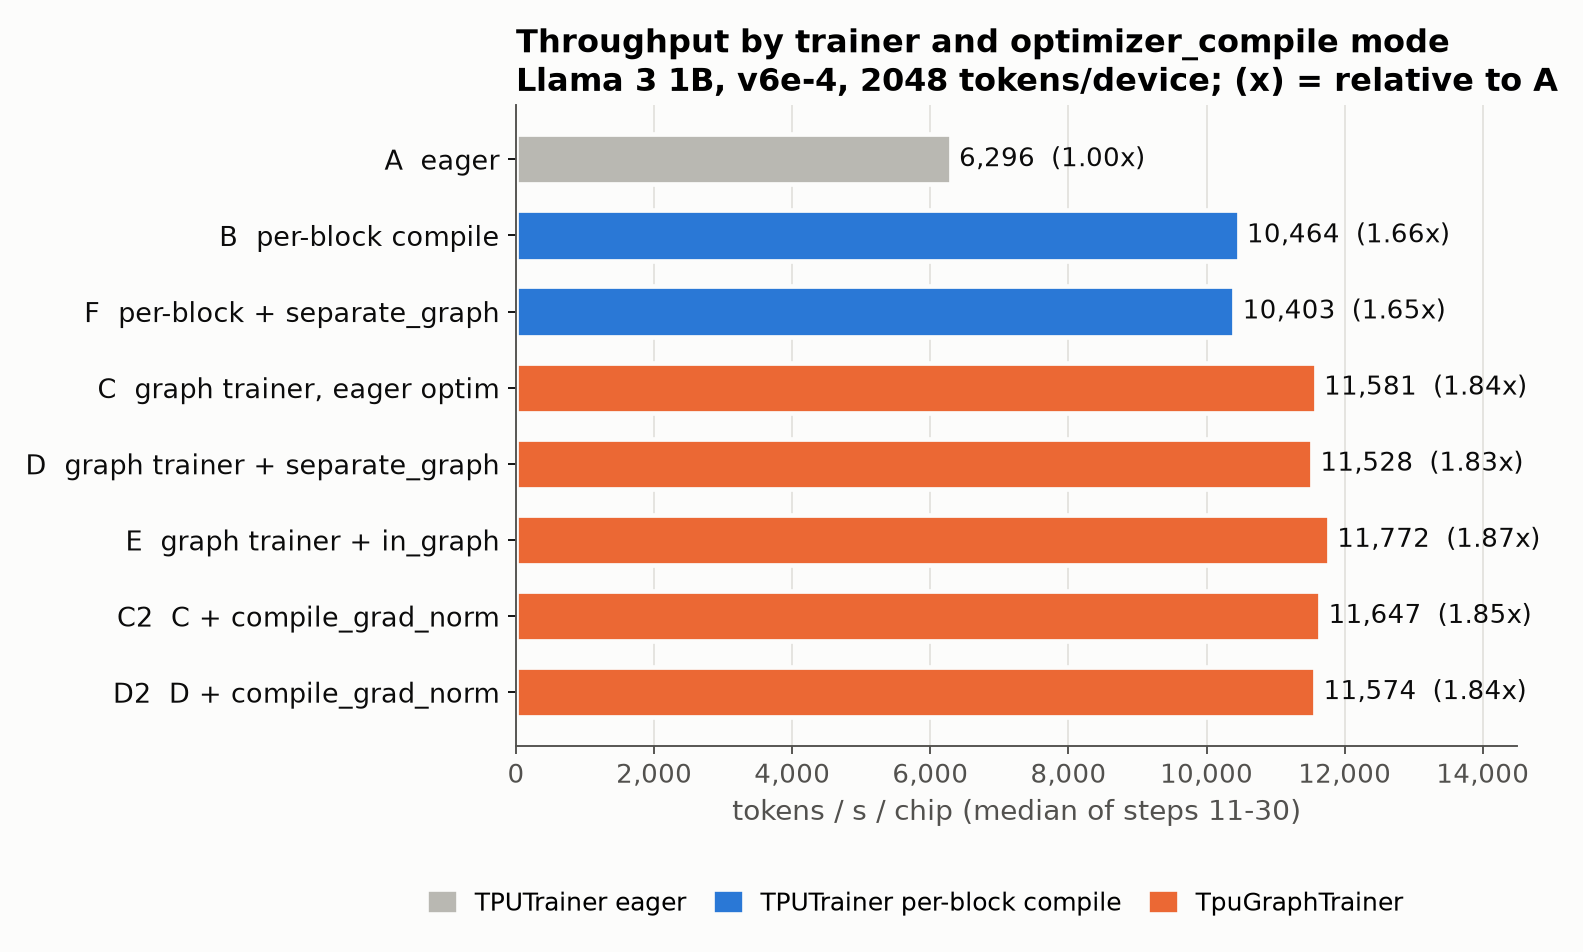 Throughput by trainer and optimizer_compile mode
Llama 3 1B, v6e-4, 2048 tokens/device; (x) = relative to A
A eager 6,296 (1.00x)
B per-block compile 10,464 (1.66x)
F per-block + separate_graph 10,403 (1.65x)
C graph trainer, eager optim 11,581 (1.84x)
D graph trainer + separate_graph 11,528 (1.83x)
E graph trainer + in_graph 11,772 (1.87x)
C2 C + compile_grad_norm 11,647 (1.85x)
D2 D + compile_grad_norm 11,574 (1.84x)
0 2,000 4,000 6,000 8,000 10,000 12,000 14,000
tokens / s / chip (median of steps 11-30)
TPUTrainer eager TPUTrainer per-block compile TpuGraphTrainer